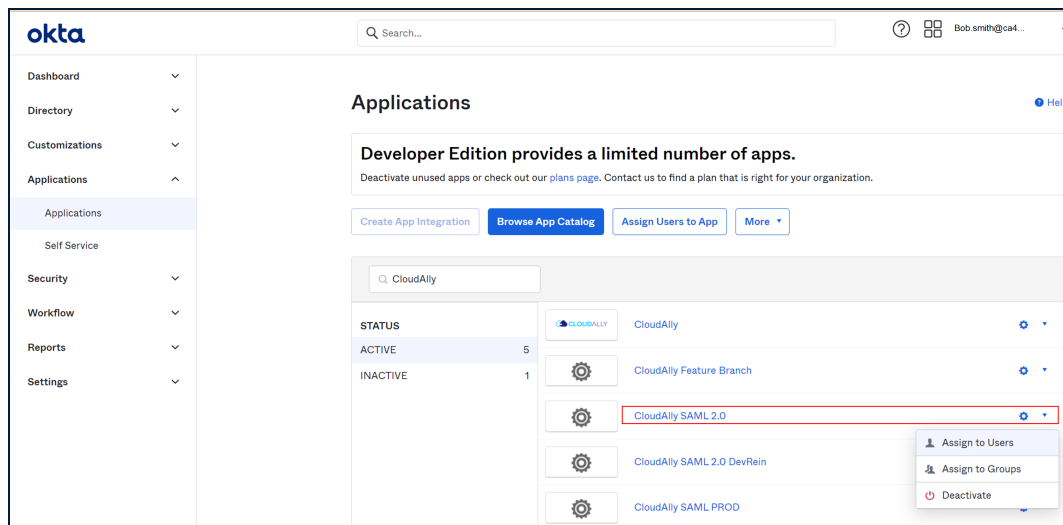 okta
Search...
Bob.smith@ca4...
Dashboard
Directory
Customizations
Applications
Applications
Self Service
Security
Workflow
Reports
Settings
Applications
Hel
Developer Edition provides a limited number of apps.
Deactivate unused apps or check out our plans page. Contact us to find a plan that is right for your organization.
Create App Integration
Browse App Catalog
Assign Users to App
More
CloudAlly
STATUS
ACTIVE 5
INACTIVE 1
CLOUDALLY CloudAlly
CloudAlly Feature Branch
CloudAlly SAML 2.0
Assign to Users
Assign to Groups
Deactivate
CloudAlly SAML 2.0 DevRein
CloudAlly SAML PROD